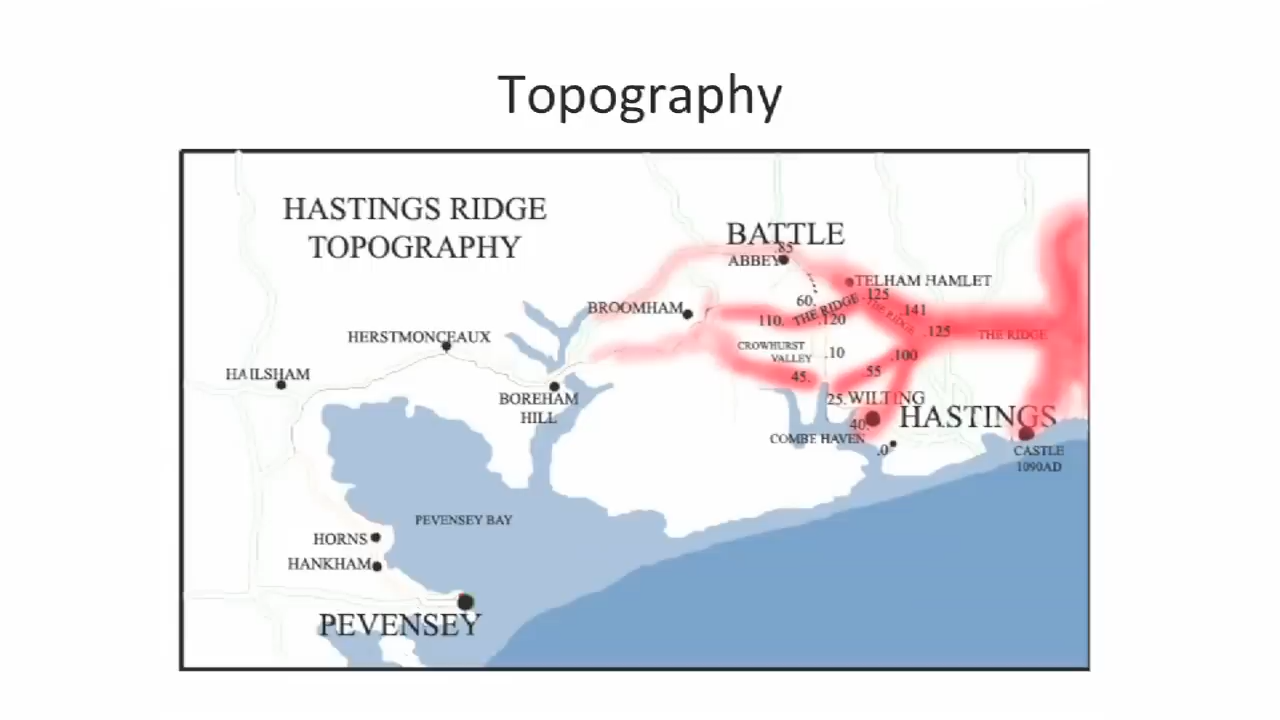 Topography
HASTINGS RIDGE
TOPOGRAPHY
BATTLE
.85
ABBEY
TELHAM HAMLET
.125
60.
THE RIDGE
THE RIDGE
.141
BROOMHAM
110.
.120
.125
THE RIDGE
HERSTMONCEAUX
CROWHURST
VALLEY
.10
.100
HAILSHAM
45.
.55
BOREHAM
HILL
25.
WILTING
HASTINGS
40.
COMBE HAVEN
.0
CASTLE
1090AD
PEVENSEY BAY
HORNS
HANKHAM
PEVENSEY